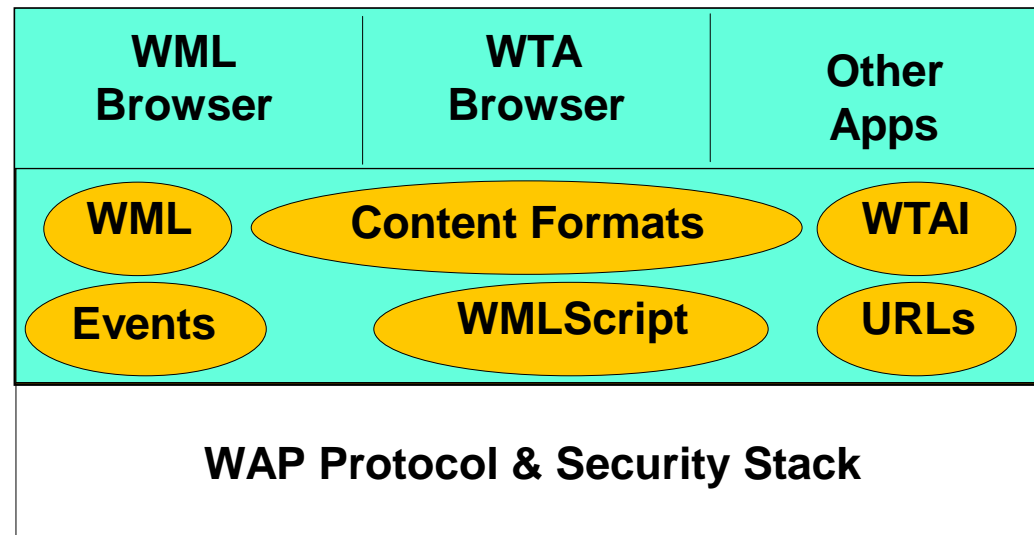 WML
Browser
WTA
Browser
Other
Apps
WML
Content Formats
WTAI
Events
WMLScript
URLs
WAP Protocol & Security Stack